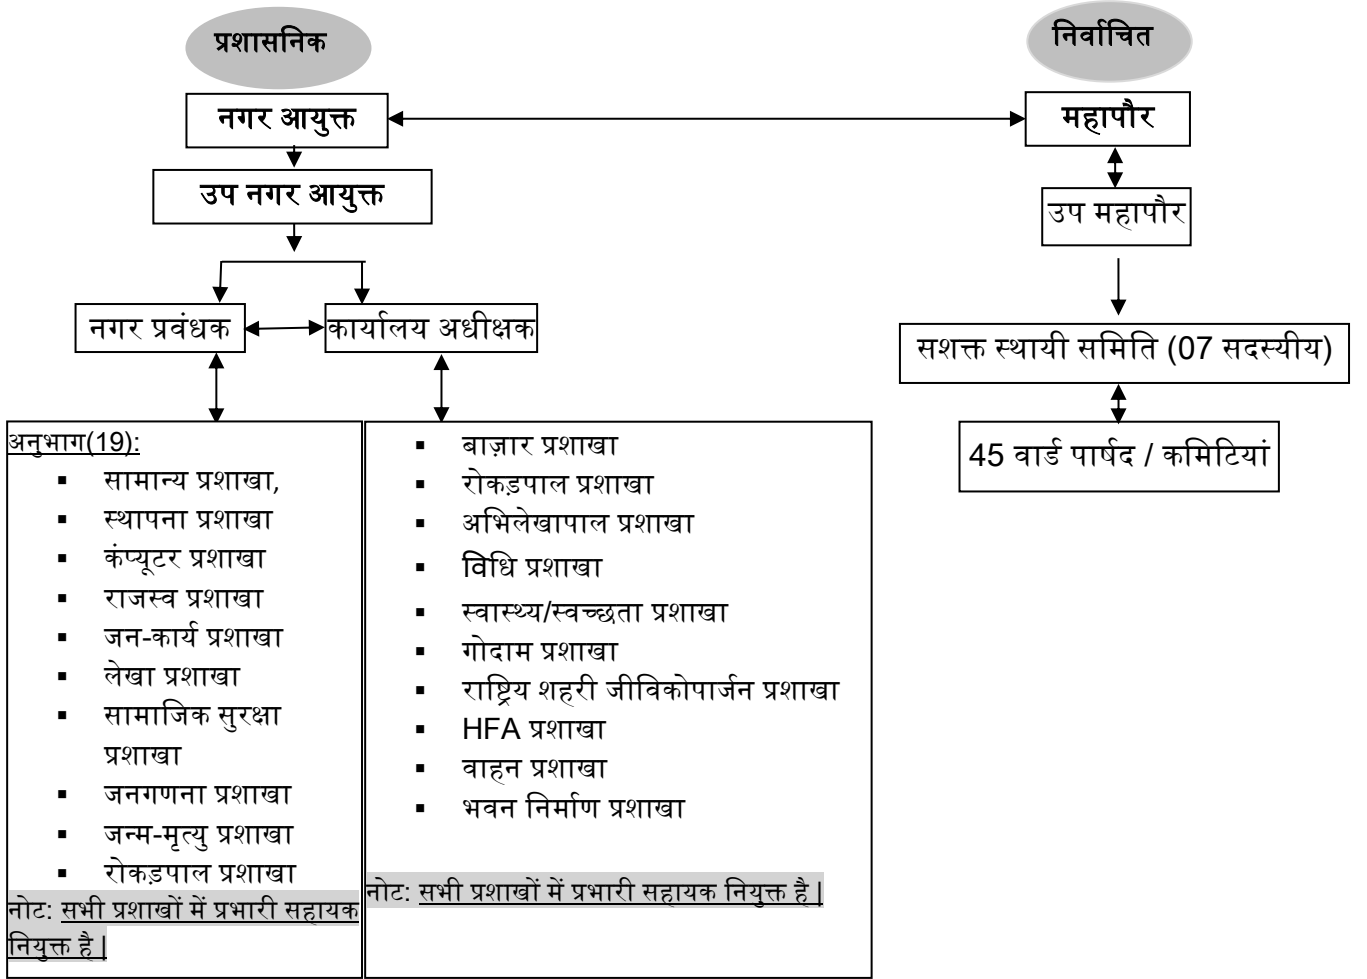 प्रशासनिक
निर्वाचित
नगर आयुक्त
महापौर
उप नगर आयुक्त
उप महापौर
नगर प्रवंधक
कार्यालय अधीक्षक
सशक्त स्थायी समिति (07 सदस्यीय)
45 वार्ड पार्षद / कमिटियां
अनुभाग(19):
▪ सामान्य प्रशाखा,
▪ स्थापना प्रशाखा
▪ कंप्यूटर प्रशाखा
▪ राजस्व प्रशाखा
▪ जन-कार्य प्रशाखा
▪ लेखा प्रशाखा
▪ सामाजिक सुरक्षा
प्रशाखा
▪ जनगणना प्रशाखा
▪ जन्म-मृत्यु प्रशाखा
▪ रोकड़पाल प्रशाखा
नोट: सभी प्रशाखों में प्रभारी सहायक
नियुक्त है |
▪ बाज़ार प्रशाखा
▪ रोकड़पाल प्रशाखा
▪ अभिलेखापाल प्रशाखा
▪ विधि प्रशाखा
▪ स्वास्थ्य/स्वच्छता प्रशाखा
▪ गोदाम प्रशाखा
▪ राष्ट्रिय शहरी जीविकोपार्जन प्रशाखा
▪ HFA प्रशाखा
▪ वाहन प्रशाखा
▪ भवन निर्माण प्रशाखा
नोट: सभी प्रशाखों में प्रभारी सहायक नियुक्त है |